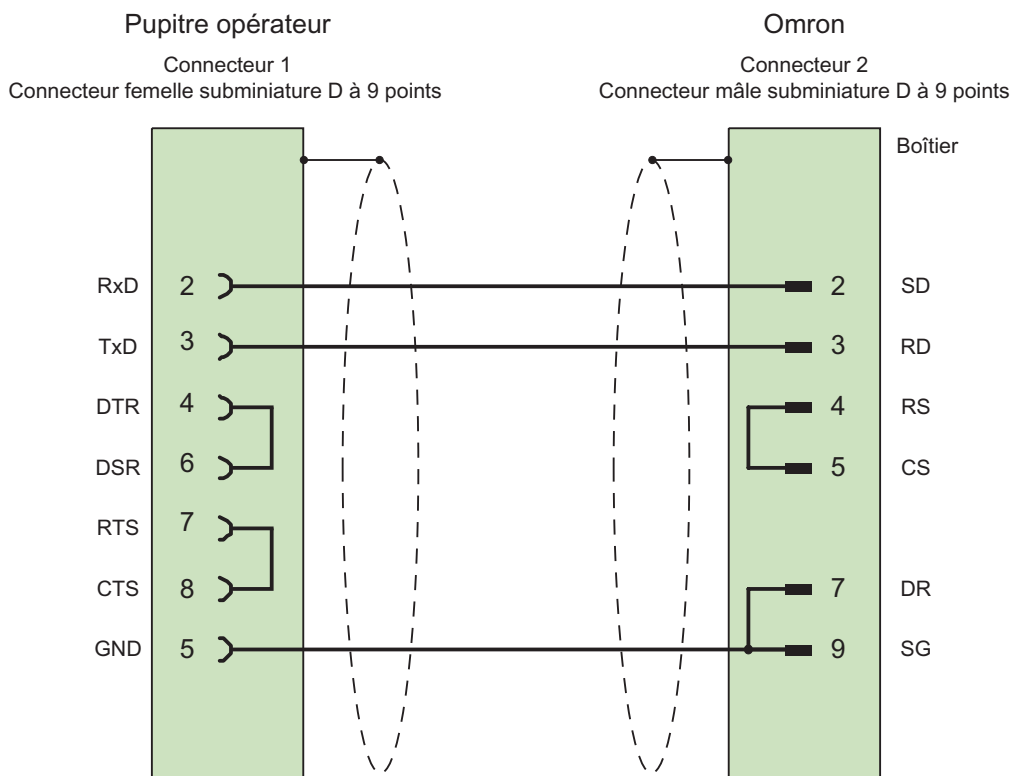 Pupitre opérateur
Omron
Connecteur 1
Connecteur femelle subminiature D à 9 points
Connecteur 2
Connecteur mâle subminiature D à 9 points
Boîtier
RxD 2 2 SD
TxD 3 3 RD
DTR 4 4 RS
DSR 6 5 CS
RTS 7
CTS 8 7 DR
GND 5 9 SG